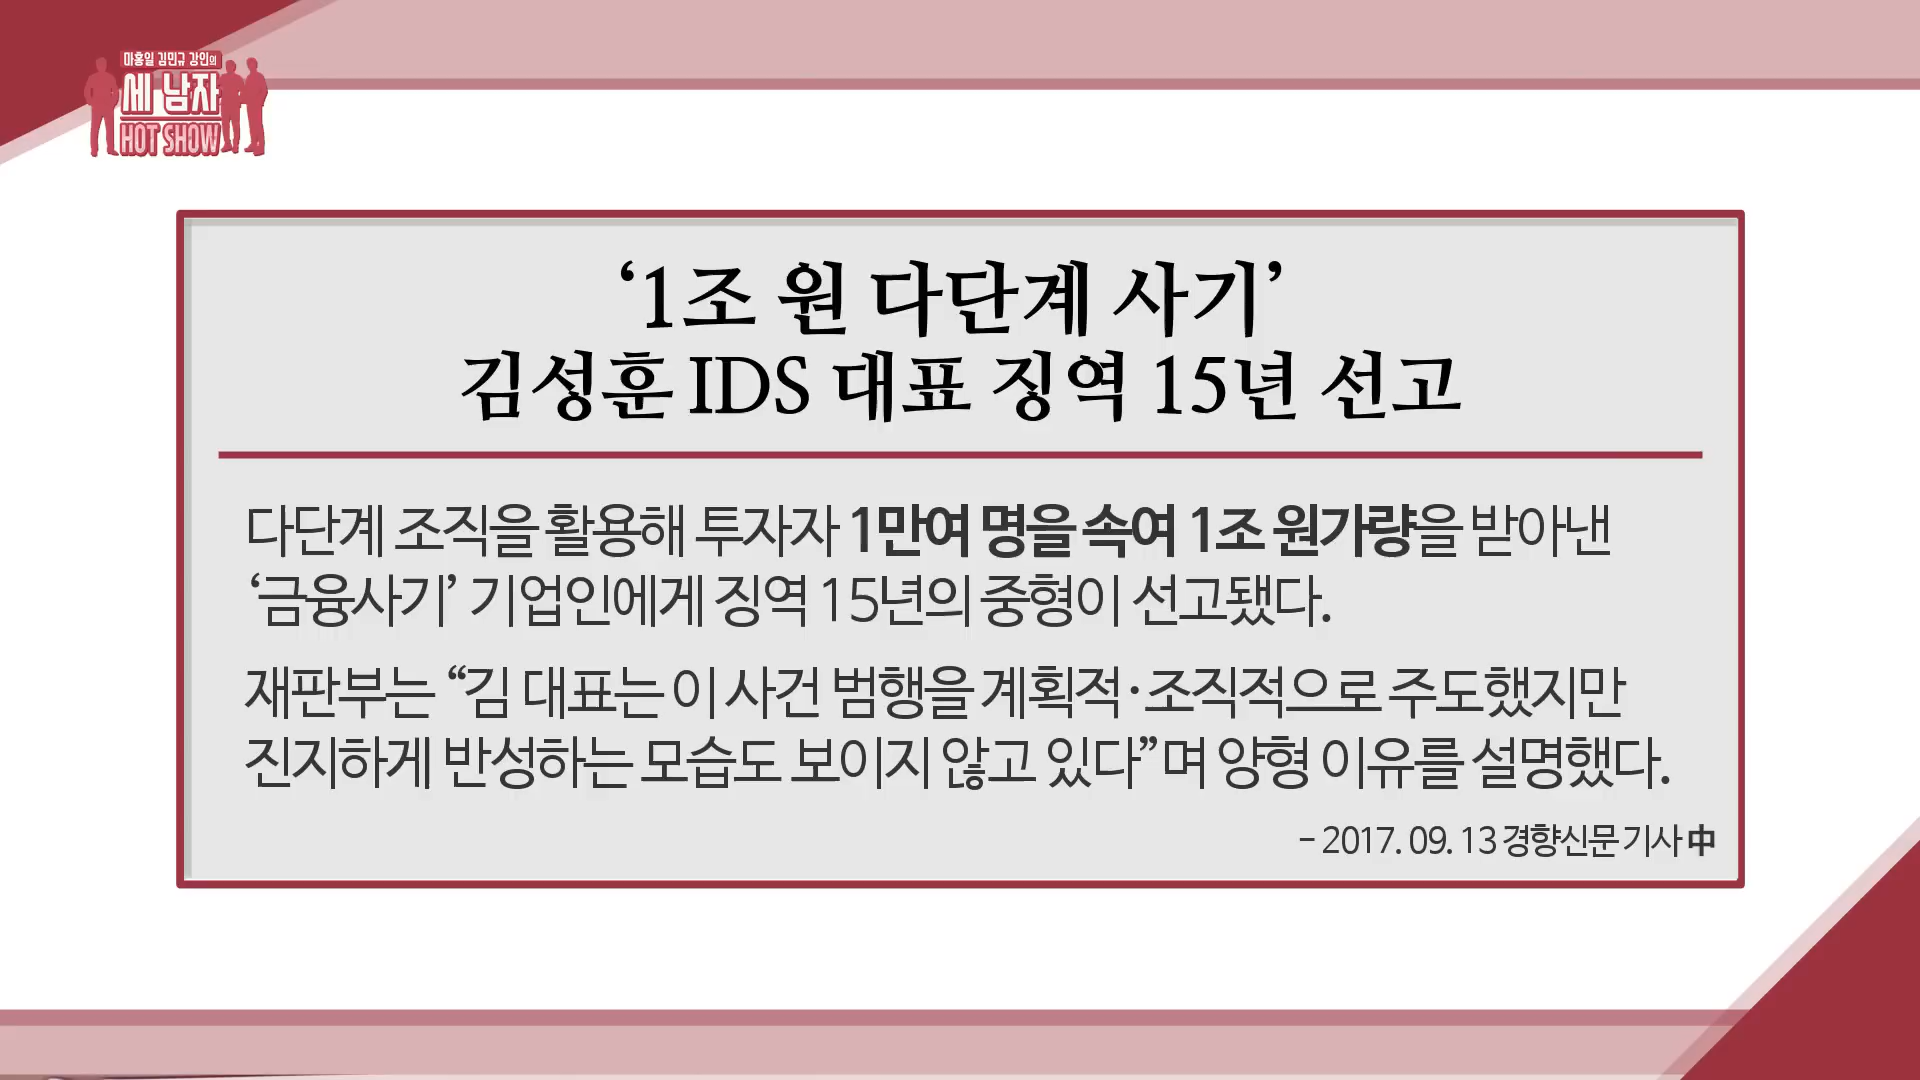 마홍일 김민규 강인의
세 남자
HOT SHOW
‘1조 원 다단계 사기’
김성훈 IDS 대표 징역 15년 선고
다단계 조직을 활용해 투자자 1만여 명을 속여 1조 원가량을 받아낸
‘금융사기’ 기업인에게 징역 15년의 중형이 선고됐다.
재판부는 “김 대표는 이 사건 범행을 계획적·조직적으로 주도했지만
진지하게 반성하는 모습도 보이지 않고 있다”며 양형 이유를 설명했다.
- 2017. 09. 13 경향신문 기사 中